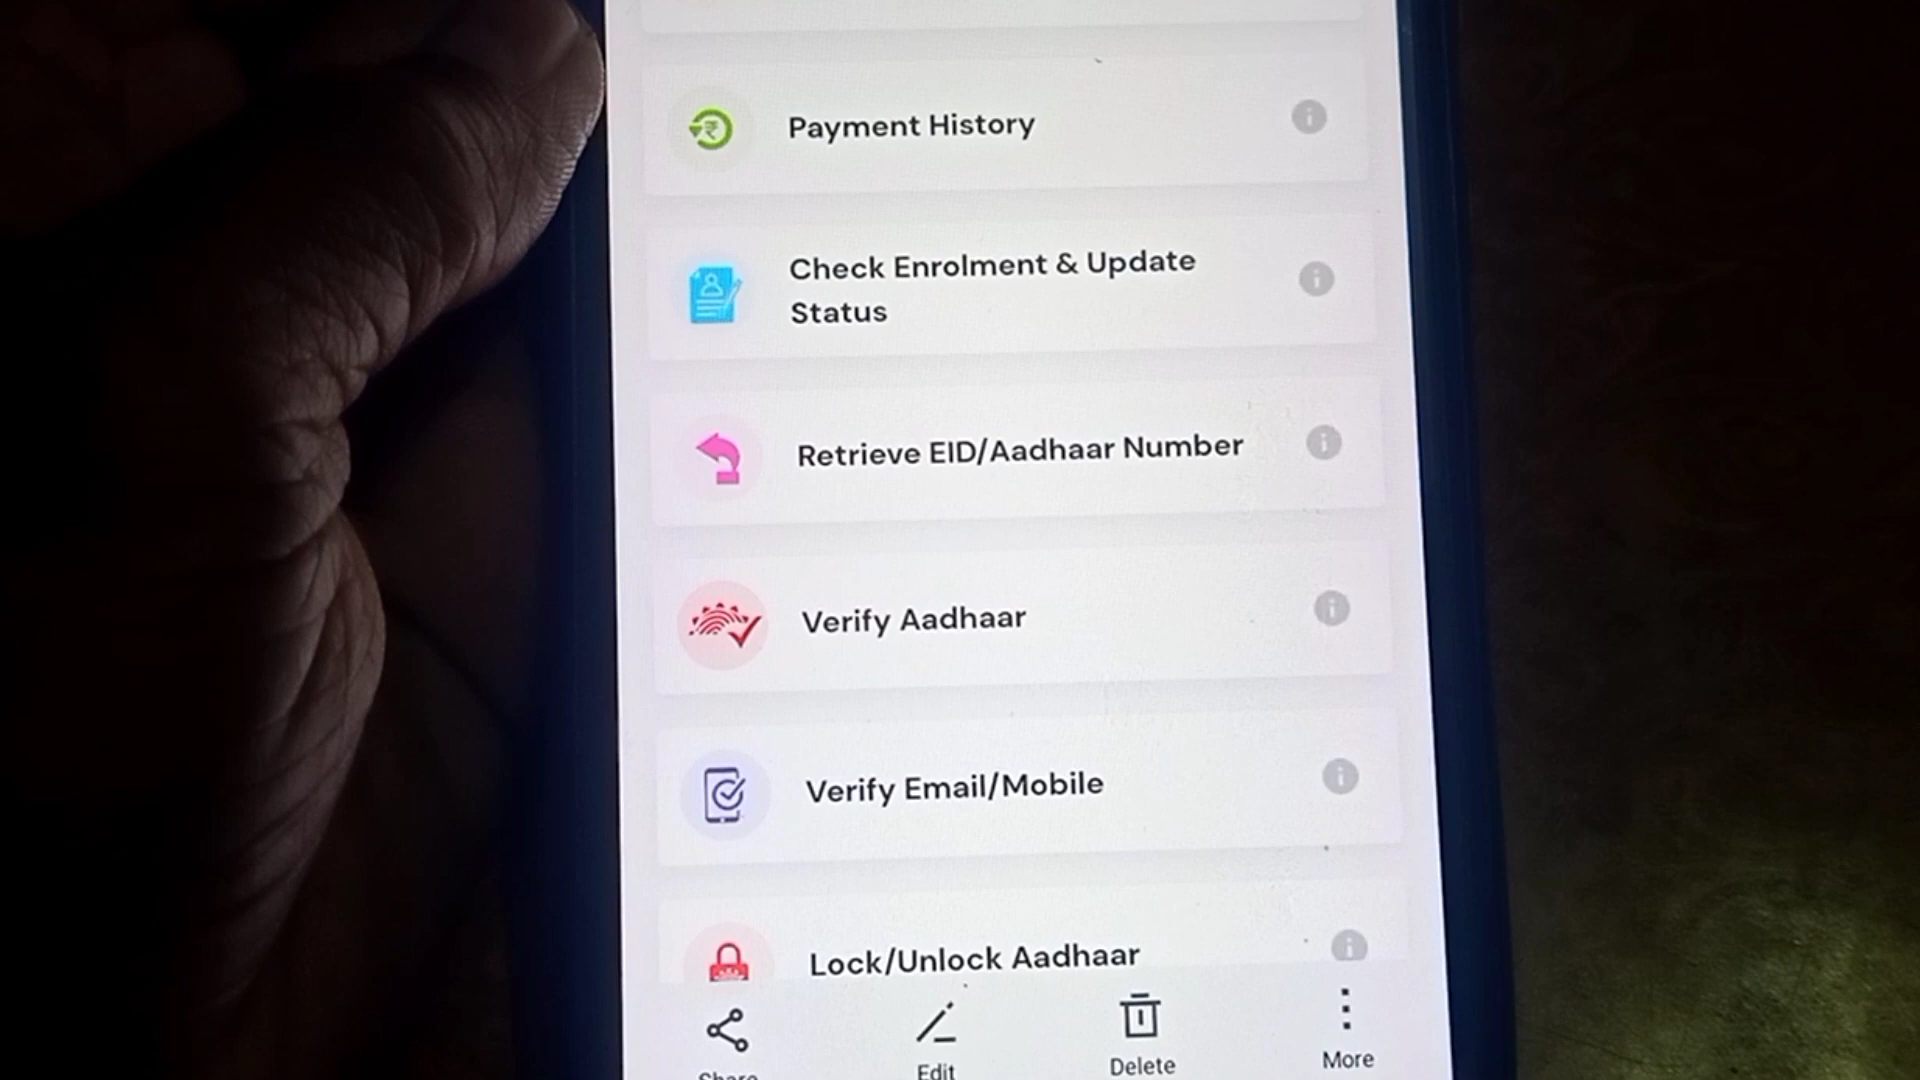 Payment History
Check Enrolment & Update
Status
Retrieve EID/Aadhaar Number
Verify Aadhaar
Verify Email/Mobile
Lock/Unlock Aadhaar
Share
Edit
Delete
More